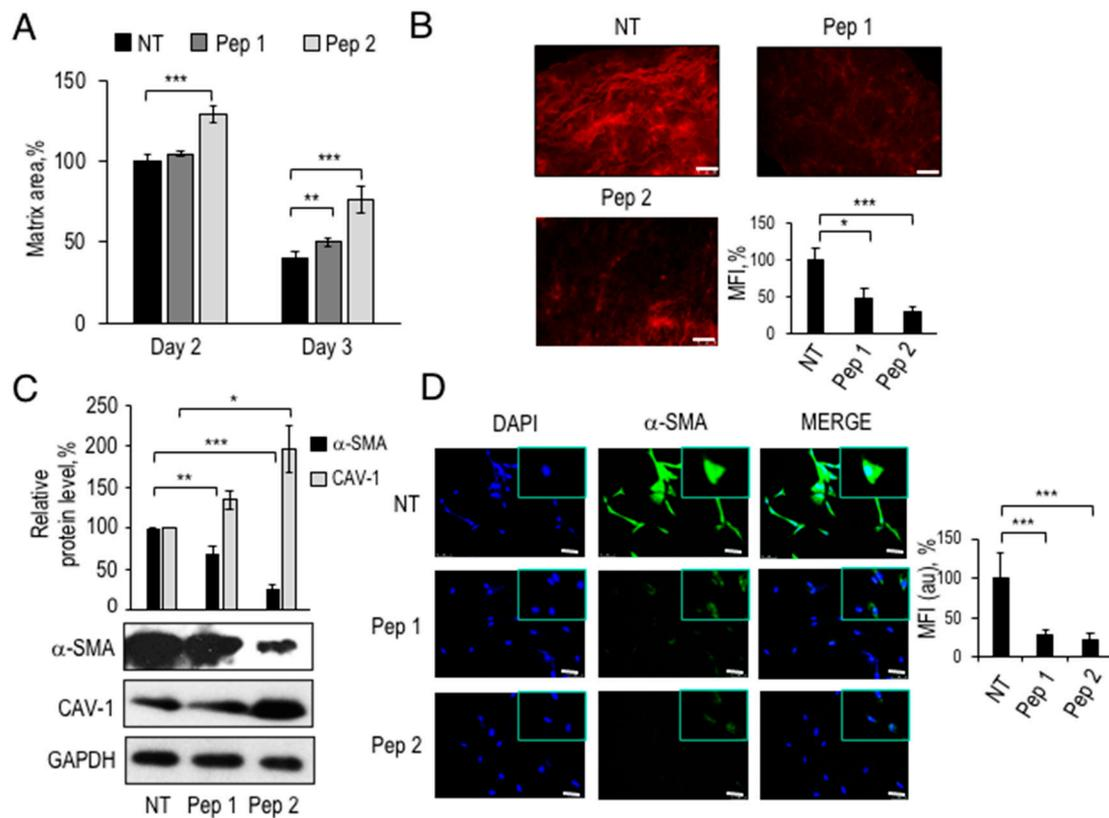 A
NT Pep 1 Pep 2
***
***
**
150
100
50
0
Matrix area,%
Day 2 Day 3
B
NT Pep 1
Pep 2
***
*
150
100
50
0
MFI,%
NT Pep 1 Pep 2
C
*
***
**
250
200
150
100
50
0
Relative
protein level,%
α-SMA
CAV-1
α-SMA
CAV-1
GAPDH
NT Pep 1 Pep 2
D
DAPI α-SMA MERGE
NT
Pep 1
Pep 2
***
***
150
100
50
0
MFI (au), %
NT Pep 1 Pep 2